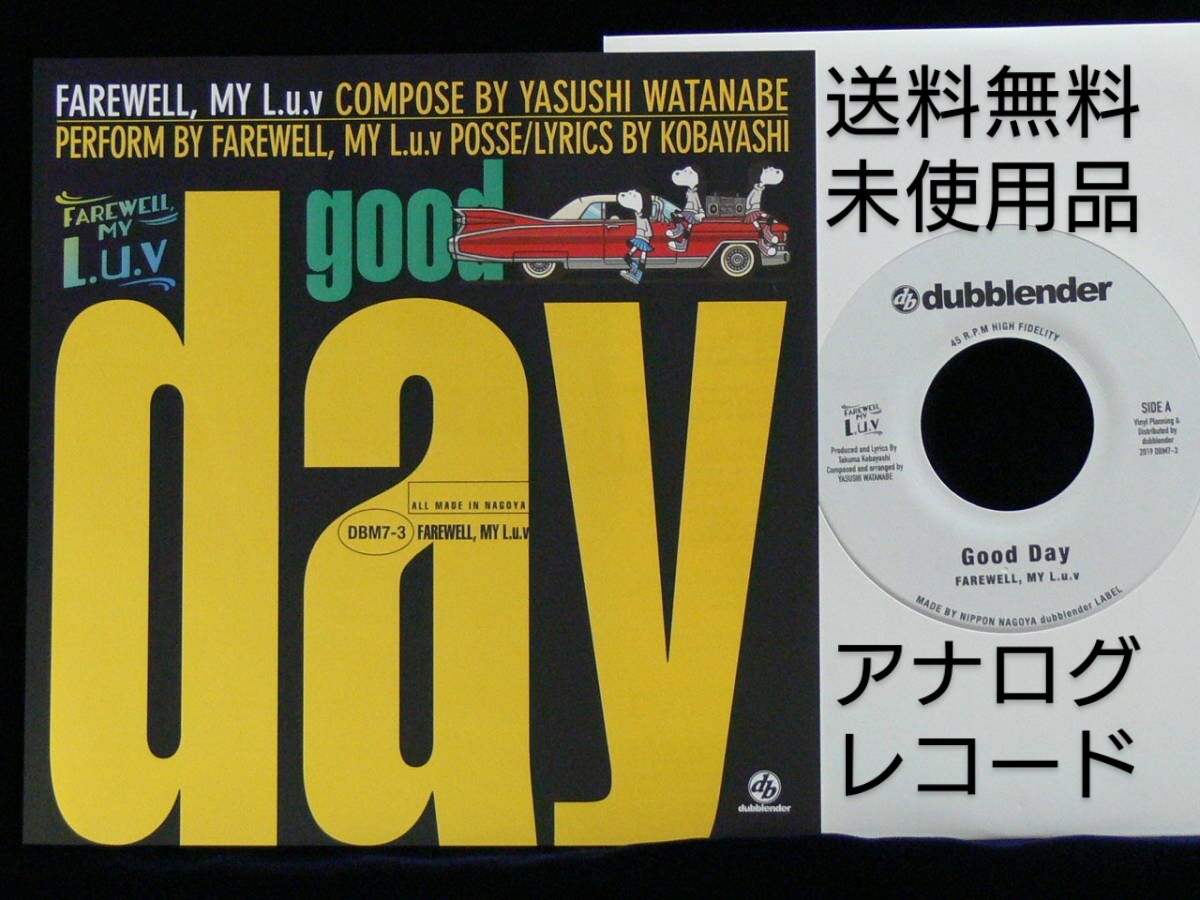 FAREWELL, MY L.u.v COMPOSE BY YASUSHI WATANABE
PERFORM BY FAREWELL, MY L.u.v POSSE/LYRICS BY KOBAYASHI
FAREWELL,
MY
L.u.v
good
day
ALL MADE IN NAGOYA
DBM7-3 FAREWELL, MY L.u.v
db
dubblender
送料無料
未使用品
db dubblender
45 R.P.M HIGH FIDELITY
FAREWELL,
MY
L.u.v
Produced and Lyrics By
Takuma Kobayashi
Composed and arranged by
YASUSHI WATANABE
SIDE A
Vinyl Planning &
Distributed by
dubblender
2019 DBM7-3
Good Day
FAREWELL, MY L.u.v
MADE BY NIPPON NAGOYA dubblender LABEL
アナログ
レコード